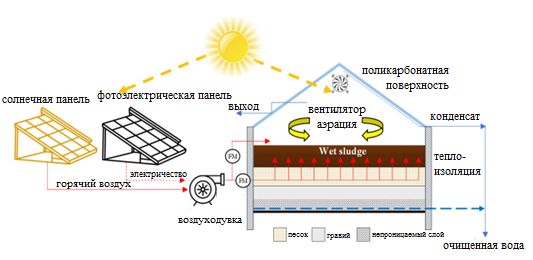 солнечная панель
фотоэлектрическая панель
выход
вентилятор
аэрация
поликарбонатная
поверхность
конденсат
Wet sludge
тепло-
изоляция
FM
FM
электричество
горячий воздух
воздуходувка
песок
гравий
непроницаемый слой
очищенная вода